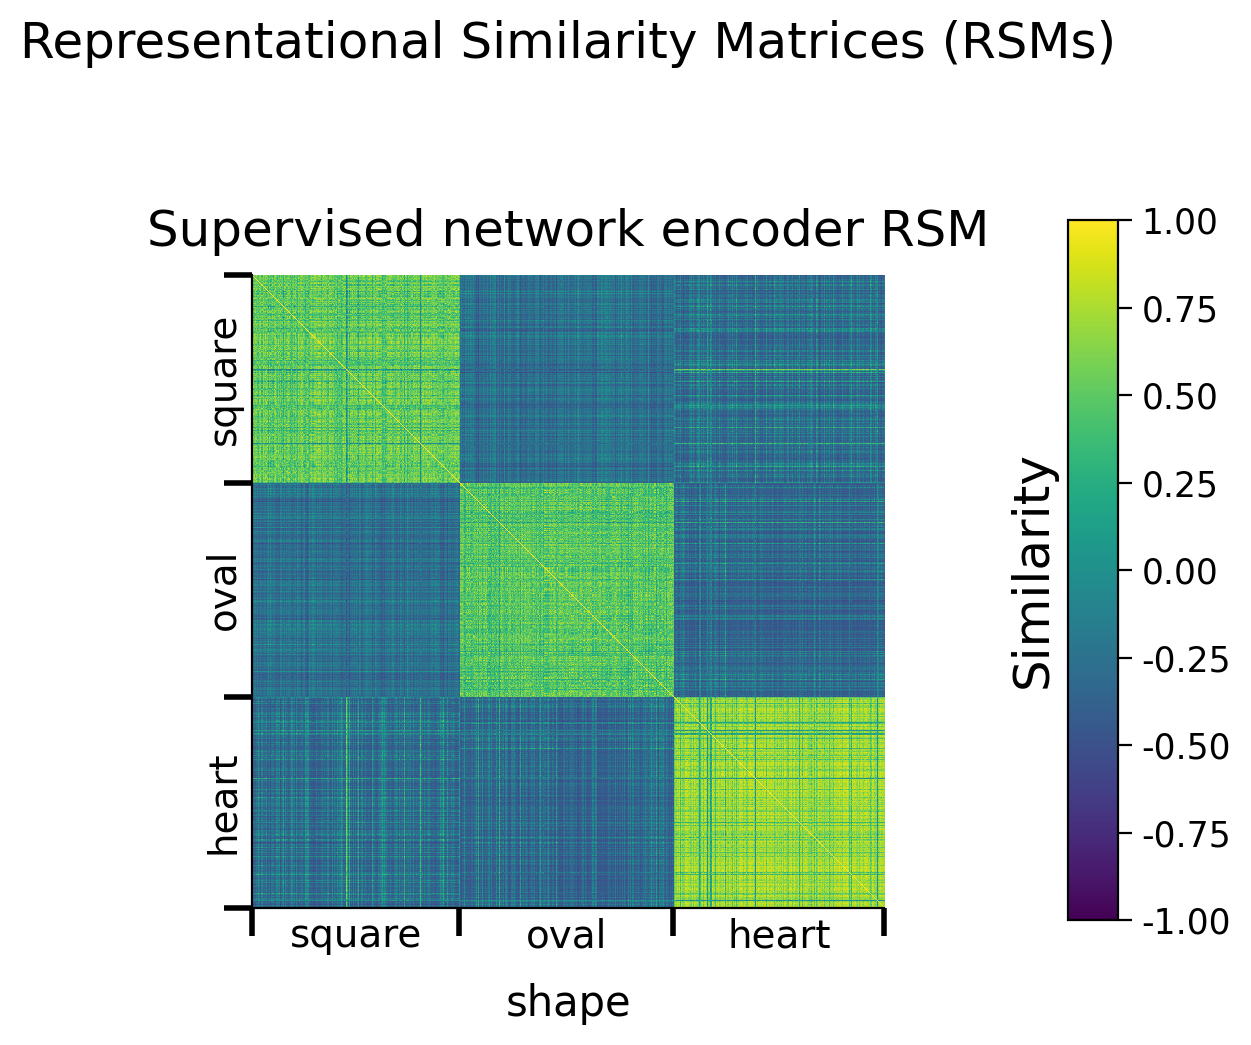 Representational Similarity Matrices (RSMs)
Supervised network encoder RSM
square
oval
heart
square
oval
heart
shape
Similarity
1.00
0.75
0.50
0.25
0.00
-0.25
-0.50
-0.75
-1.00